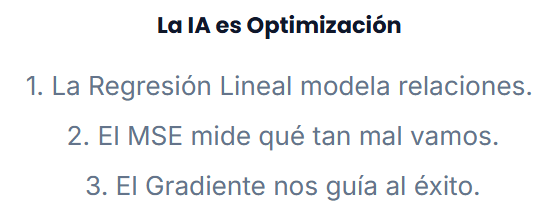 La IA es Optimización
1. La Regresión Lineal modela relaciones.
2. El MSE mide qué tan mal vamos.
3. El Gradiente nos guía al éxito.